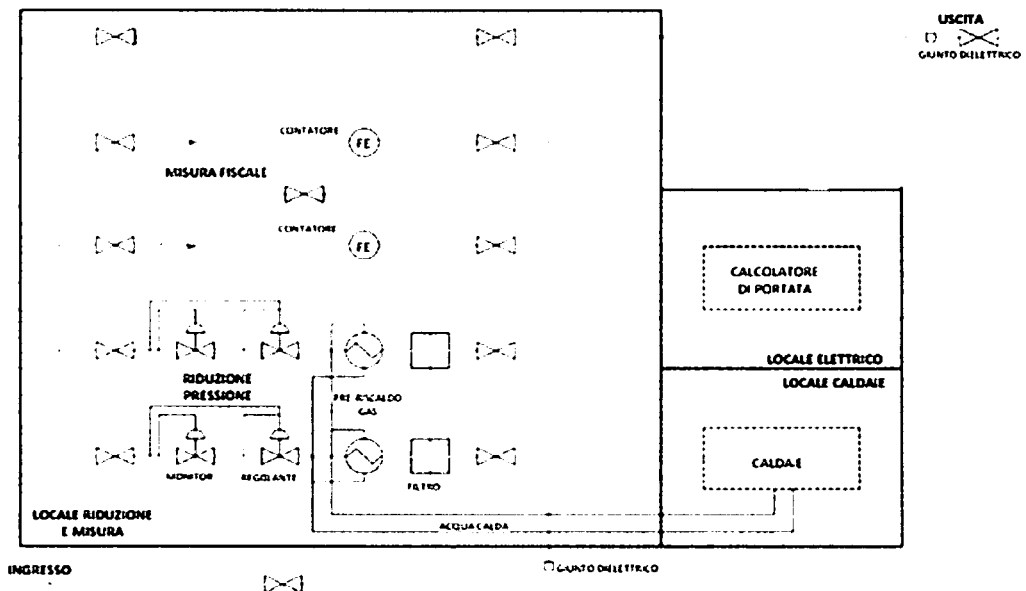 USCITA
GIUNTO DIELETTRICO
CONTATORE
FE
MISURA FISCALE
CONTATORE
FE
CALCOLATORE
DI PORTATA
LOCALE ELETTRICO
LOCALE CALDAIE
RIDUZIONE
PRESSIONE
PRE-RISCALDO
GAS
CALDAIE
MONITOR
REGOLANTE
FILTRO
LOCALE RIDUZIONE
E MISURA
ACQUA CALDA
INGRESSO
GIUNTO DIELETTRICO